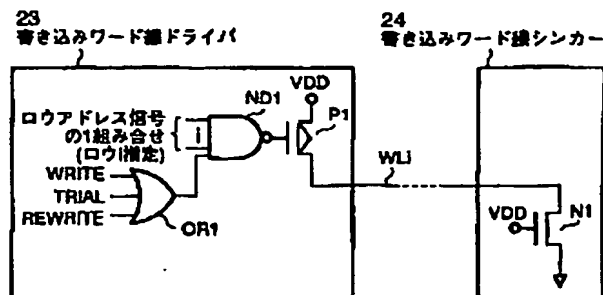 23
書き込みワード線ドライバ
24
書き込みワード線シンカー
VDD
ND1
P1
ロウアドレス信号
の1組み合せ
(ロウi指定)
i
WRITE
TRIAL
REWRITE
OR1
WLi
VDD
N1